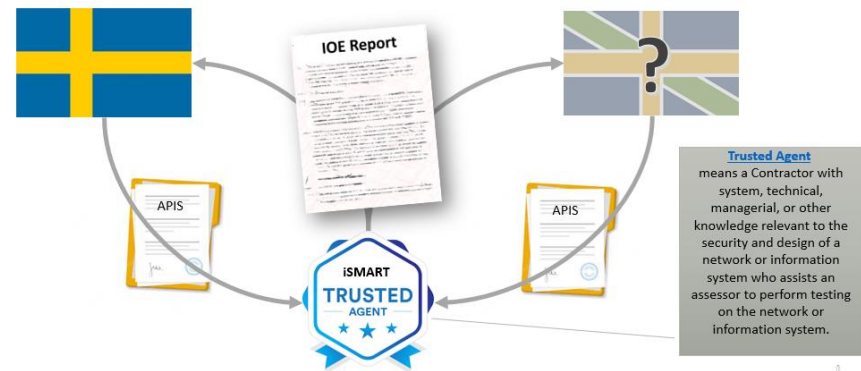 IOE Report
?
APIS
APIS
iSMART
TRUSTED
AGENT
Trusted Agent
means a Contractor with
system, technical,
managerial, or other
knowledge relevant to the
security and design of a
network or information
system who assists an
assessor to perform testing
on the network or
information system.